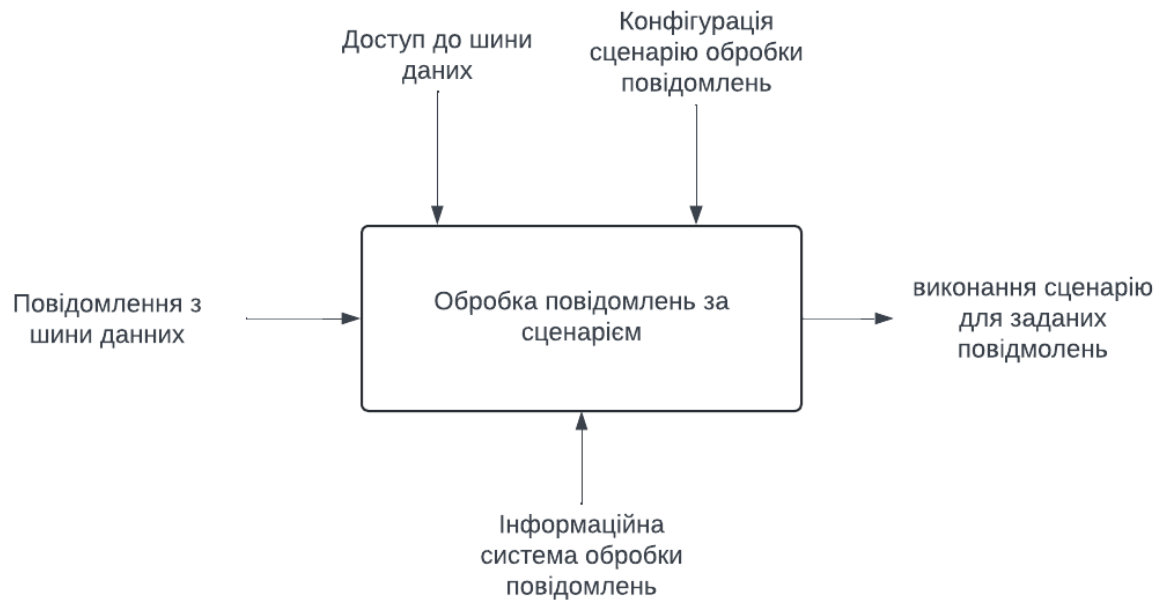 Доступ до шини
даних
Конфігурація
сценарію обробки
повідомлень
Повідомлення з
шини данних
Обробка повідомлень за
сценарієм
виконання сценарію
для заданих
повідмолень
Інформаційна
система обробки
повідомлень